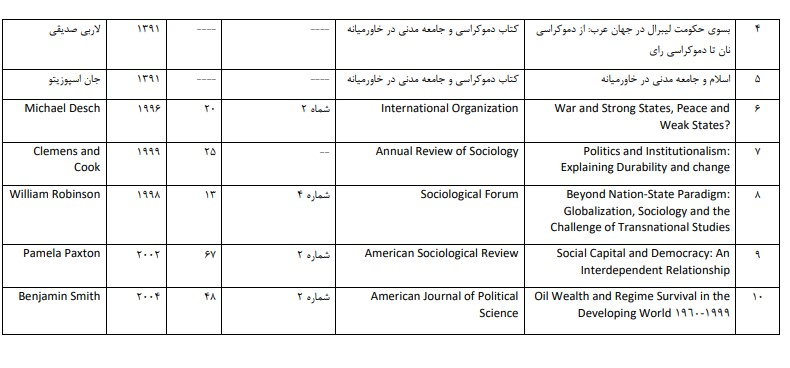 ۴ بسوی حکومت لیبرال در جهان عرب: از دموکراسی کتاب دموکراسی و جامعه مدنی در خاورمیانه ---- ---- ۱۳۹۱ لاربی صدیقی
نان تا دموکراسی رای
۵ اسلام و جامعه مدنی در خاورمیانه کتاب دموکراسی و جامعه مدنی در خاورمیانه ---- ---- ۱۳۹۱ جان اسپوزیتو
۶ War and Strong States, Peace and International Organization شماه ۲ ۲۰ ۱۹۹۶ Michael Desch
Weak States?
۷ Politics and Institutionalism: Annual Review of Sociology -- ۲۵ ۱۹۹۹ Clemens and
Explaining Durability and change Cook
۸ Beyond Nation-State Paradigm: Sociological Forum شماره ۴ ۱۳ ۱۹۹۸ William Robinson
Globalization, Sociology and the
Challenge of Transnational Studies
۹ Social Capital and Democracy: An American Sociological Review شماره ۲ ۶۷ ۲۰۰۲ Pamela Paxton
Interdependent Relationship
۱۰ Oil Wealth and Regime Survival in the American Journal of Political شماره ۲ ۴۸ ۲۰۰۴ Benjamin Smith
Developing World ۱۹۶۰-۱۹۹۹ Science